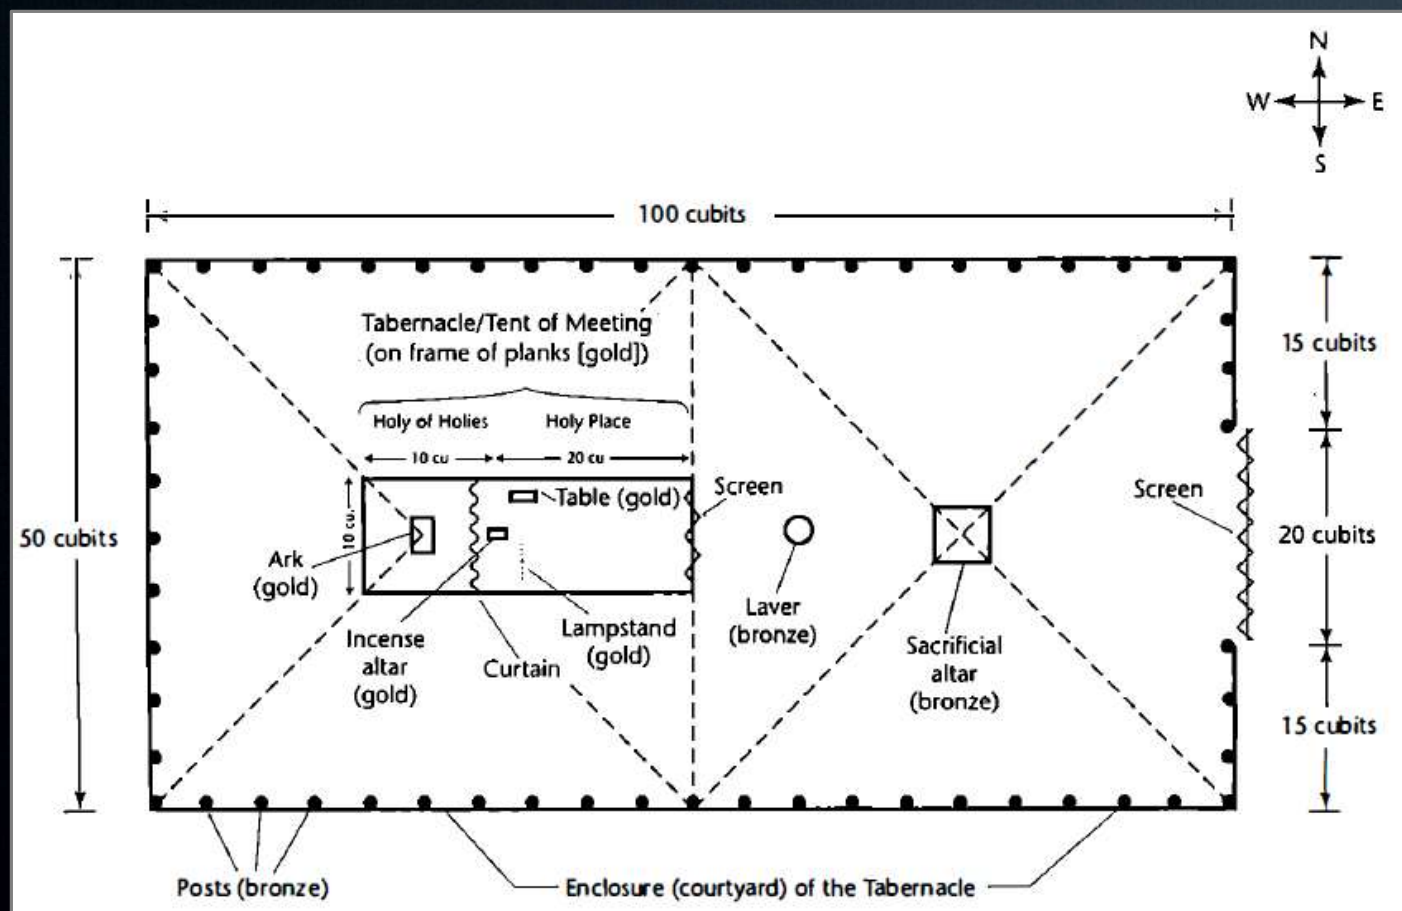 N
W E
S
100 cubits
Tabernacle/Tent of Meeting
(on frame of planks [gold])
15 cubits
Holy of Holies Holy Place
10 cu 20 cu
Table (gold)
Screen
Screen
10 cu.
50 cubits
20 cubits
Ark
(gold)
Incense
altar
(gold)
Curtain
Lampstand
(gold)
Laver
(bronze)
Sacrificial
altar
(bronze)
15 cubits
Posts (bronze)
Enclosure (courtyard) of the Tabernacle